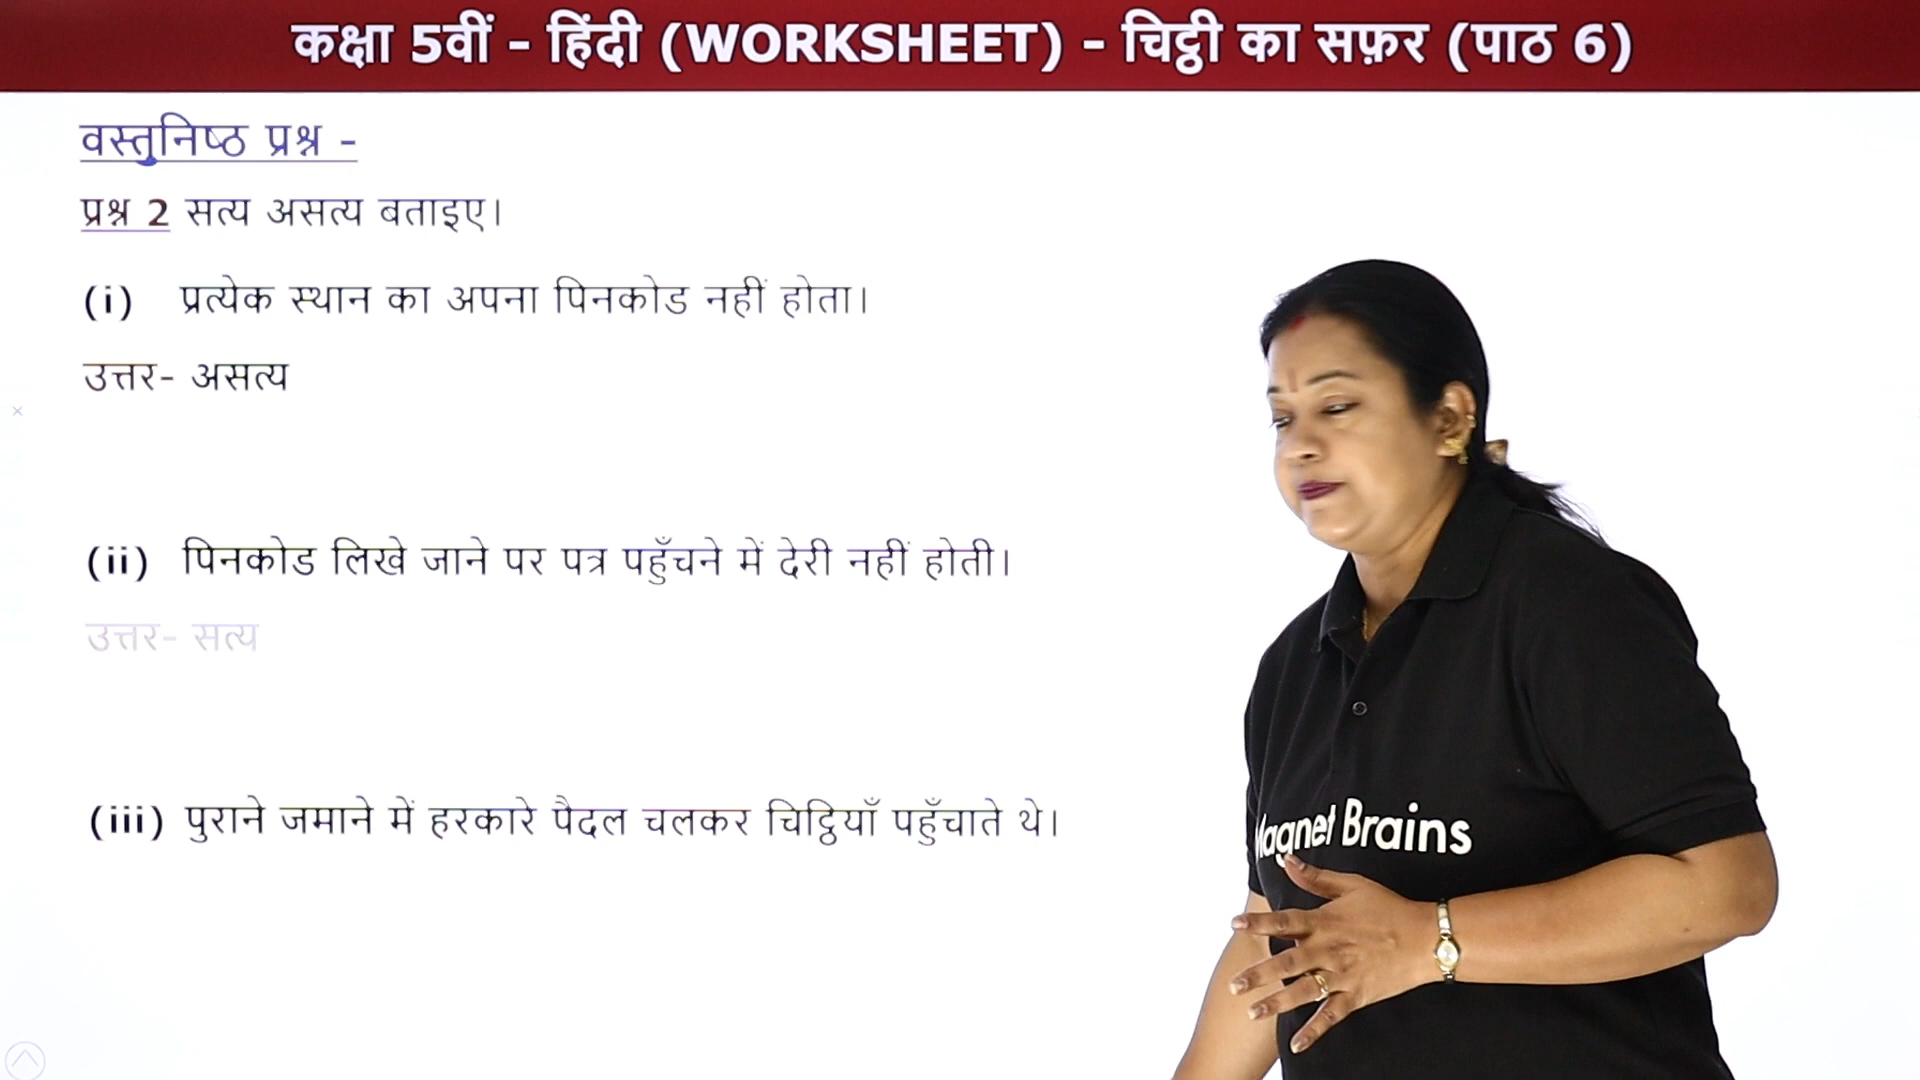 कक्षा 5वीं - हिंदी (WORKSHEET) - चिट्ठी का सफ़र (पाठ 6)
वस्तुनिष्ठ प्रश्न -
प्रश्न 2 सत्य असत्य बताइए।
(i) प्रत्येक स्थान का अपना पिनकोड नहीं होता।
उत्तर- असत्य
(ii) पिनकोड लिखे जाने पर पत्र पहुँचने में देरी नहीं होती।
उत्तर- सत्य
(iii) पुराने जमाने में हरकारे पैदल चलकर चिट्ठियाँ पहुँचाते थे।
Magnet Brains